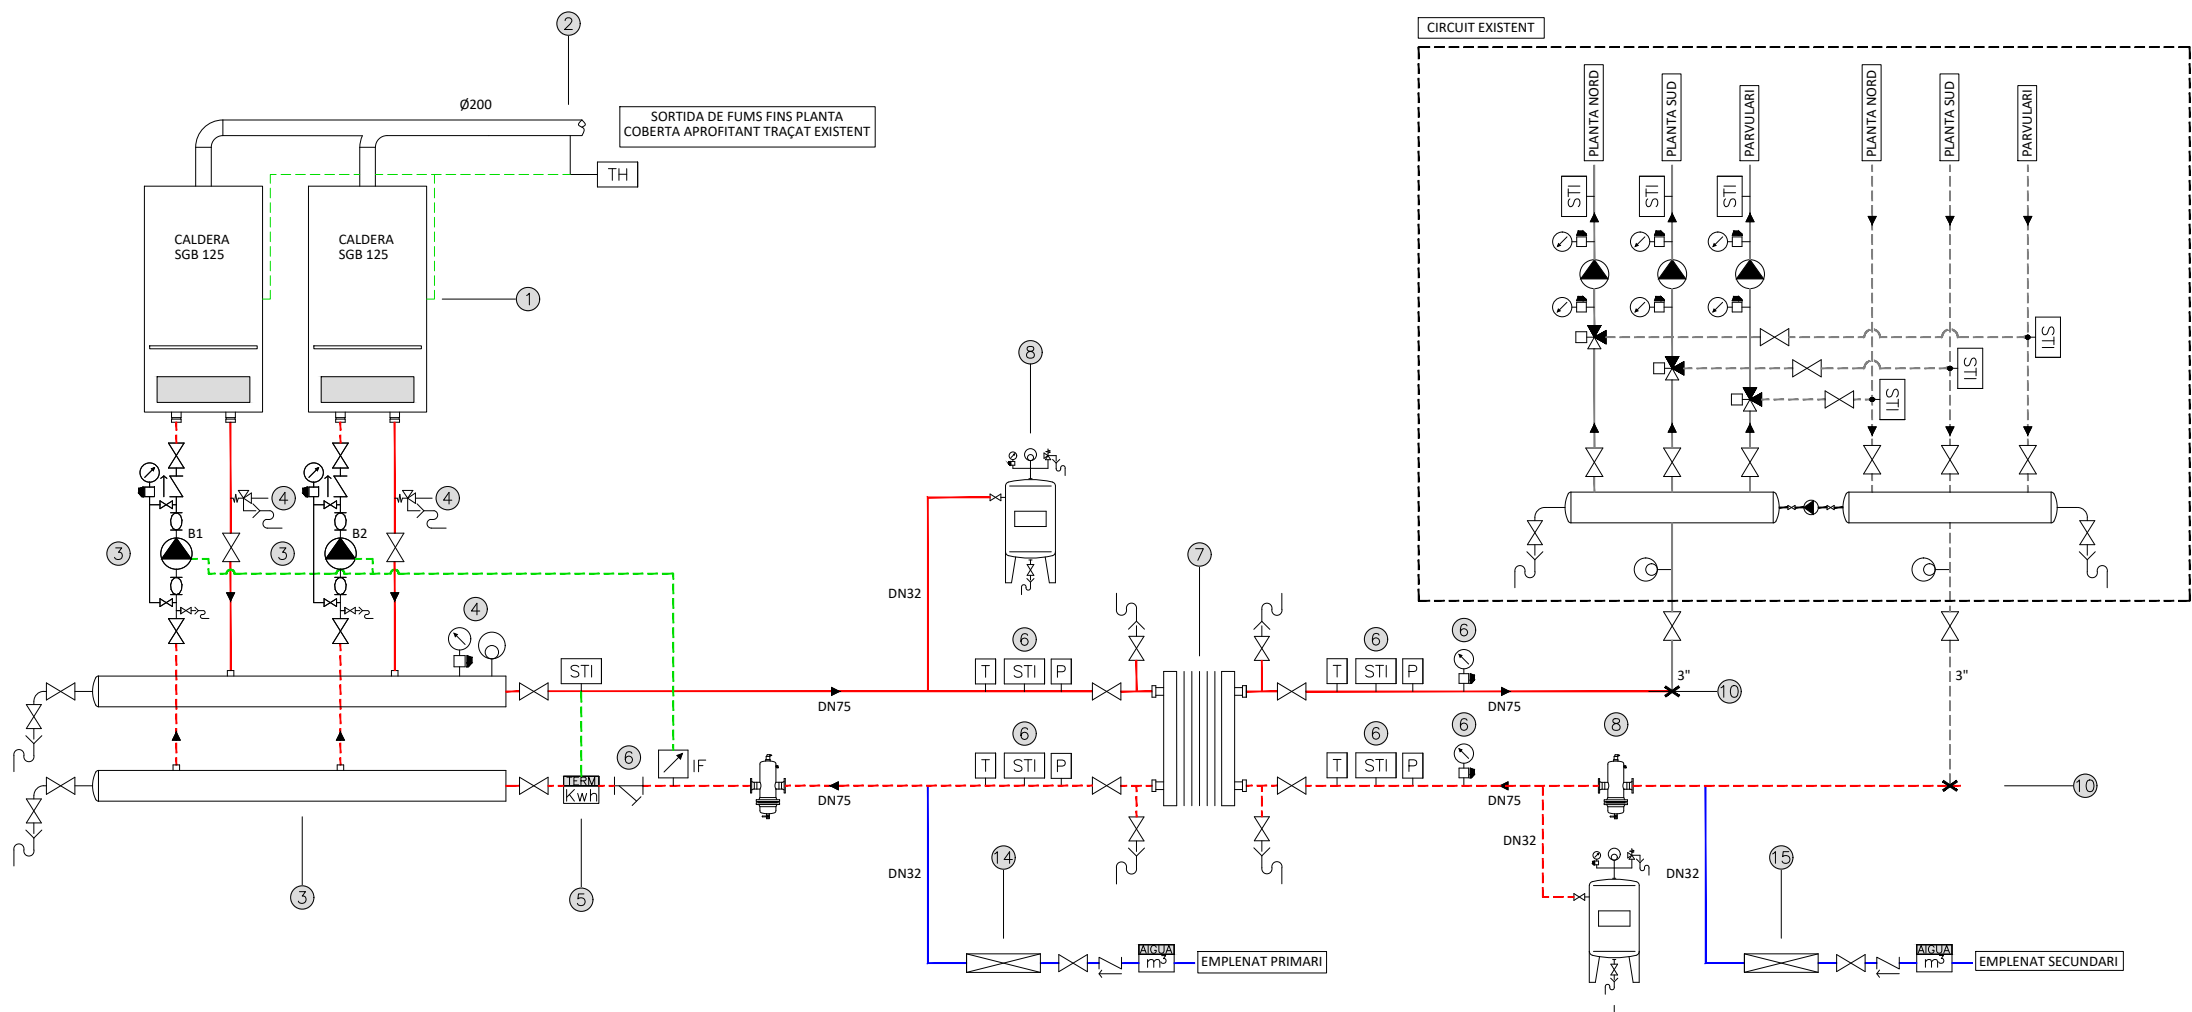 2
CIRCUIT EXISTENT
Ø200
SORTIDA DE FUMS FINS PLANTA
COBERTA APROFITANT TRAÇAT EXISTENT
TH
PLANTA NORD
PLANTA SUD
PARVULARI
PLANTA NORD
PLANTA SUD
PARVULARI
STI
STI
STI
CALDERA
SGB 125
CALDERA
SGB 125
1
STI
STI
STI
8
4
4
B1
B2
3
3
7
DN32
4
6
6
6
STI
T
STI
P
T
STI
P
3"
3"
10
DN75
DN75
6
6
6
6
8
IF
T
STI
P
T
STI
P
TERM
Kwh
DN75
DN75
10
DN32
14
15
DN32
DN32
3
5
AIGUA
m³
EMPLENAT PRIMARI
AIGUA
m³
EMPLENAT SECUNDARI